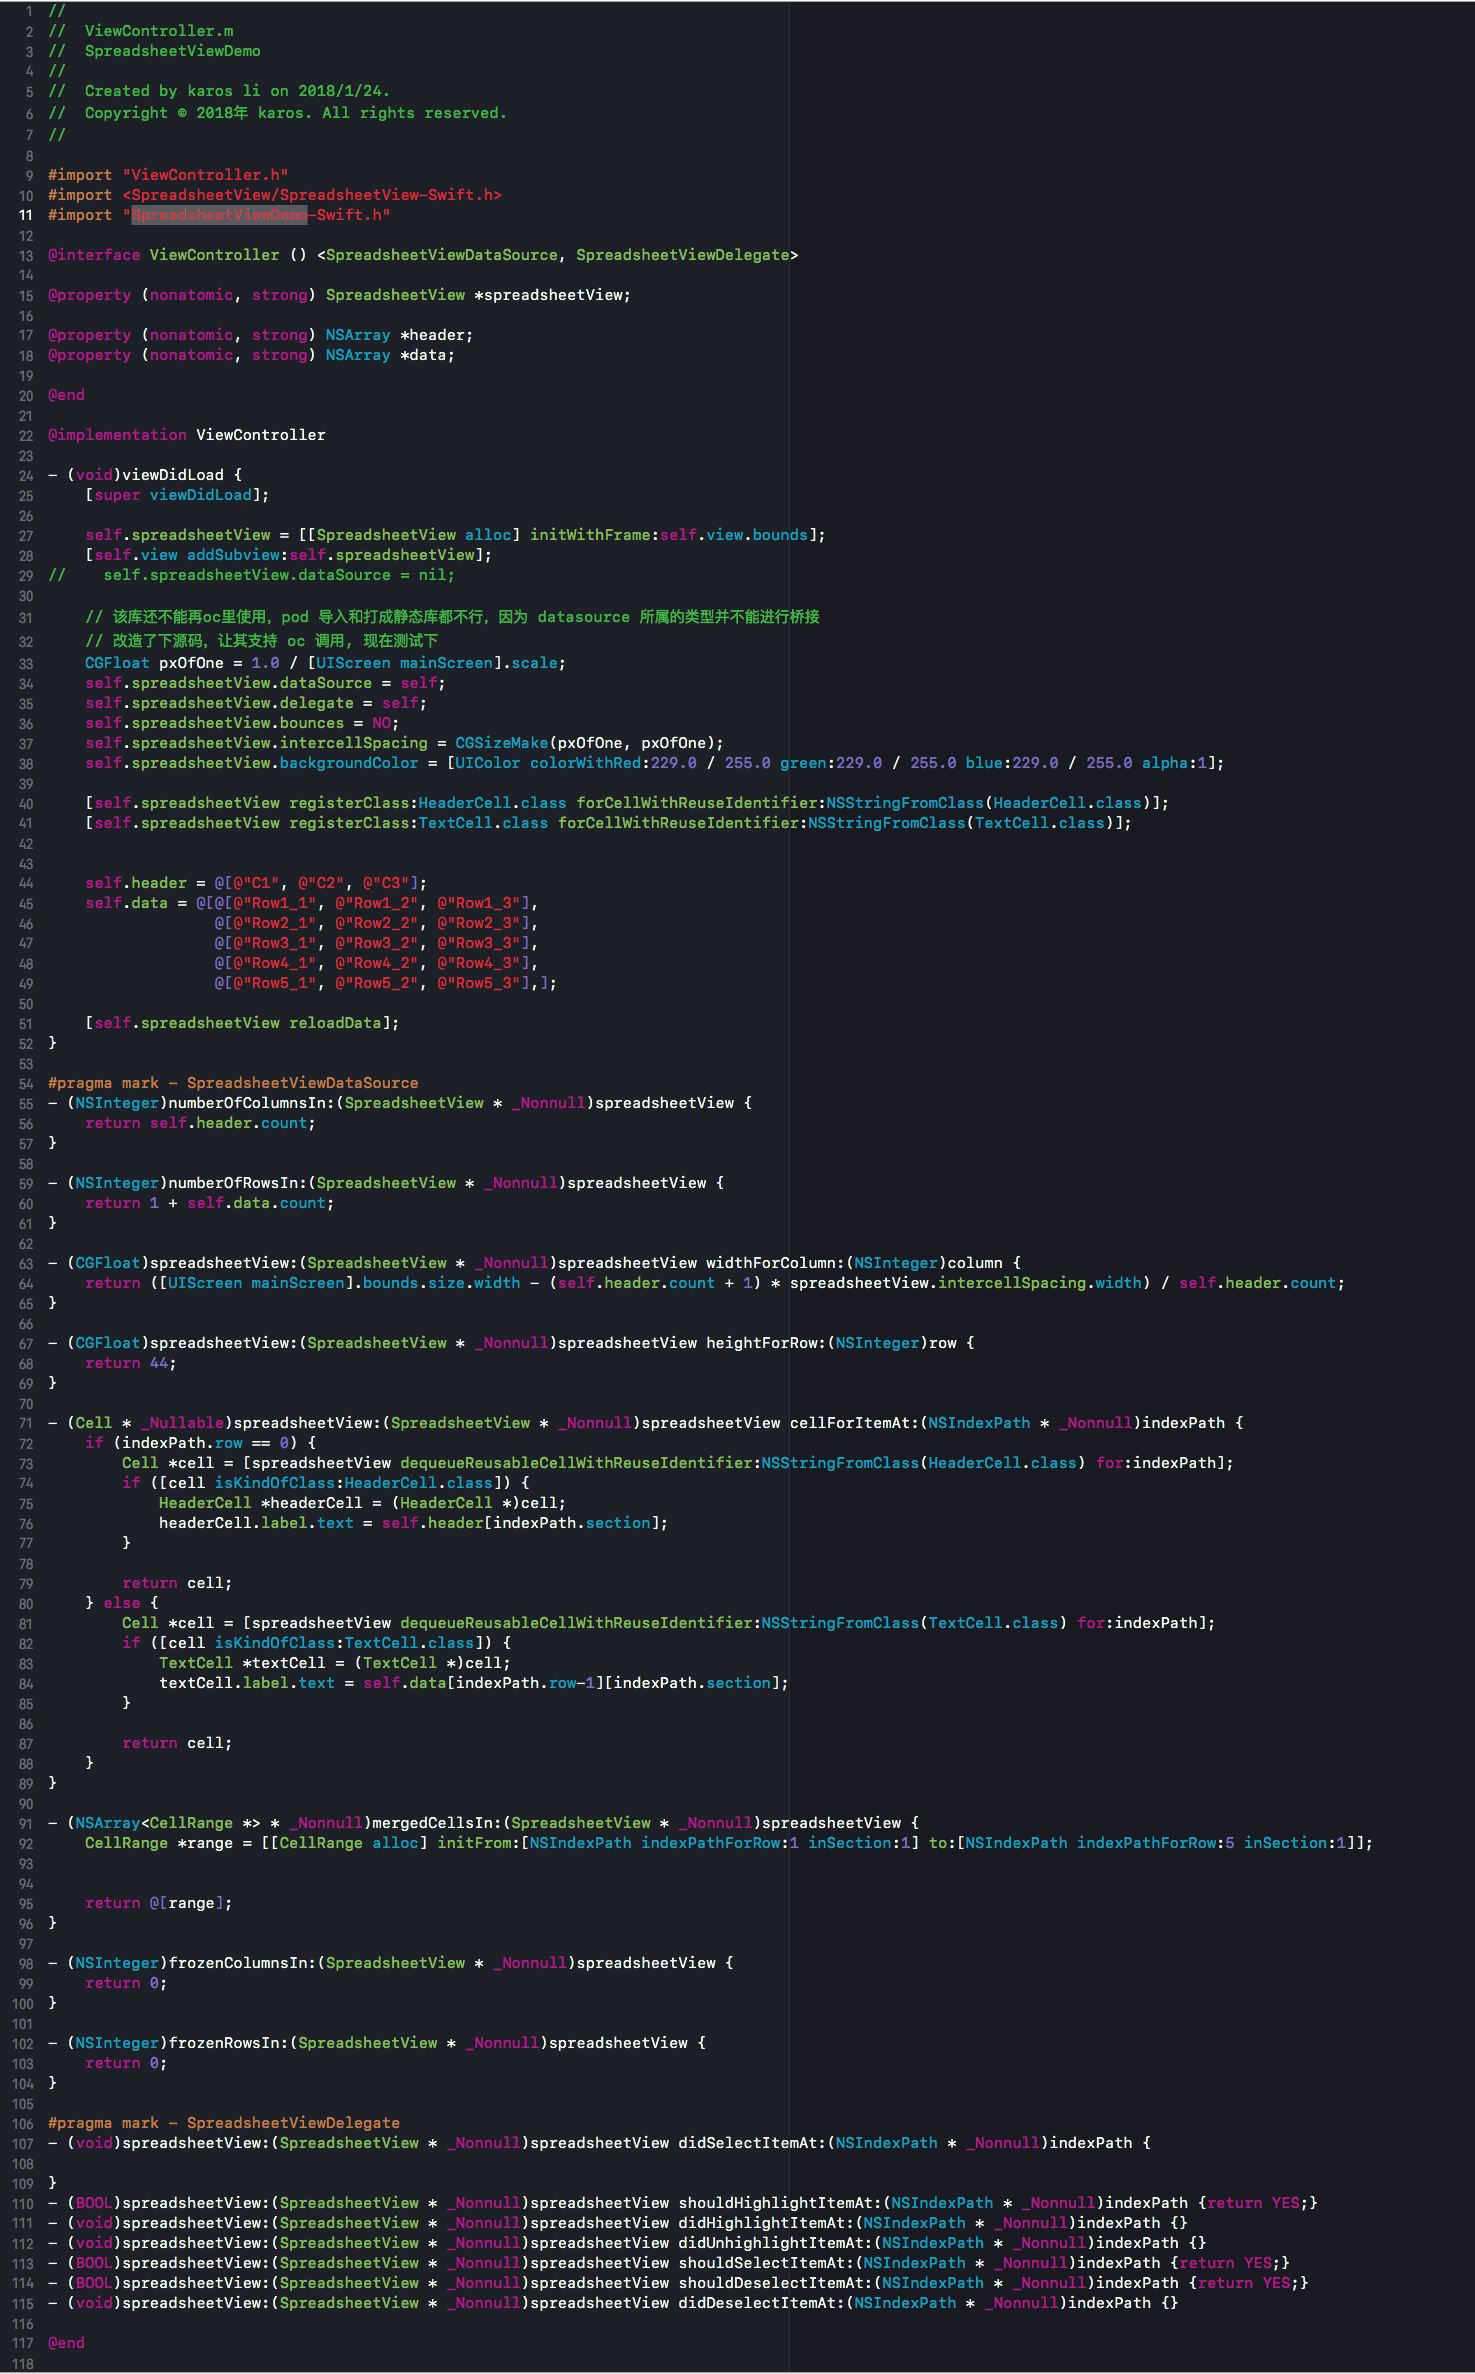 1 //
2 //  ViewController.m
3 //  SpreadsheetViewDemo
4 //
5 //  Created by karos li on 2018/1/24.
6 //  Copyright © 2018年 karos. All rights reserved.
7 //
8
9 #import "ViewController.h"
10 #import <SpreadsheetView/SpreadsheetView-Swift.h>
11 #import "SpreadsheetViewDemo-Swift.h"
12
13 @interface ViewController () <SpreadsheetViewDataSource, SpreadsheetViewDelegate>
14
15 @property (nonatomic, strong) SpreadsheetView *spreadsheetView;
16
17 @property (nonatomic, strong) NSArray *header;
18 @property (nonatomic, strong) NSArray *data;
19
20 @end
21
22 @implementation ViewController
23
24 - (void)viewDidLoad {
25     [super viewDidLoad];
26
27     self.spreadsheetView = [[SpreadsheetView alloc] initWithFrame:self.view.bounds];
28     [self.view addSubview:self.spreadsheetView];
29 //    self.spreadsheetView.dataSource = nil;
30
31     // 该库还不能再oc里使用，pod 导入和打成静态库都不行，因为 datasource 所属的类型并不能进行桥接
32     // 改造了下源码，让其支持 oc 调用, 现在测试下
33     CGFloat pxOfOne = 1.0 / [UIScreen mainScreen].scale;
34     self.spreadsheetView.dataSource = self;
35     self.spreadsheetView.delegate = self;
36     self.spreadsheetView.bounces = NO;
37     self.spreadsheetView.intercellSpacing = CGSizeMake(pxOfOne, pxOfOne);
38     self.spreadsheetView.backgroundColor = [UIColor colorWithRed:229.0 / 255.0 green:229.0 / 255.0 blue:229.0 / 255.0 alpha:1];
39
40     [self.spreadsheetView registerClass:HeaderCell.class forCellWithReuseIdentifier:NSStringFromClass(HeaderCell.class)];
41     [self.spreadsheetView registerClass:TextCell.class forCellWithReuseIdentifier:NSStringFromClass(TextCell.class)];
42
43
44     self.header = @[@"C1", @"C2", @"C3"];
45     self.data = @[@[@"Row1_1", @"Row1_2", @"Row1_3"],
46                   @[@"Row2_1", @"Row2_2", @"Row2_3"],
47                   @[@"Row3_1", @"Row3_2", @"Row3_3"],
48                   @[@"Row4_1", @"Row4_2", @"Row4_3"],
49                   @[@"Row5_1", @"Row5_2", @"Row5_3"],];
50
51     [self.spreadsheetView reloadData];
52 }
53
54 #pragma mark - SpreadsheetViewDataSource
55 - (NSInteger)numberOfColumnsIn:(SpreadsheetView * _Nonnull)spreadsheetView {
56     return self.header.count;
57 }
58
59 - (NSInteger)numberOfRowsIn:(SpreadsheetView * _Nonnull)spreadsheetView {
60     return 1 + self.data.count;
61 }
62
63 - (CGFloat)spreadsheetView:(SpreadsheetView * _Nonnull)spreadsheetView widthForColumn:(NSInteger)column {
64     return ([UIScreen mainScreen].bounds.size.width - (self.header.count + 1) * spreadsheetView.intercellSpacing.width) / self.header.count;
65 }
66
67 - (CGFloat)spreadsheetView:(SpreadsheetView * _Nonnull)spreadsheetView heightForRow:(NSInteger)row {
68     return 44;
69 }
70
71 - (Cell * _Nullable)spreadsheetView:(SpreadsheetView * _Nonnull)spreadsheetView cellForItemAt:(NSIndexPath * _Nonnull)indexPath {
72     if (indexPath.row == 0) {
73         Cell *cell = [spreadsheetView dequeueReusableCellWithReuseIdentifier:NSStringFromClass(HeaderCell.class) for:indexPath];
74         if ([cell isKindOfClass:HeaderCell.class]) {
75             HeaderCell *headerCell = (HeaderCell *)cell;
76             headerCell.label.text = self.header[indexPath.section];
77         }
78
79         return cell;
80     } else {
81         Cell *cell = [spreadsheetView dequeueReusableCellWithReuseIdentifier:NSStringFromClass(TextCell.class) for:indexPath];
82         if ([cell isKindOfClass:TextCell.class]) {
83             TextCell *textCell = (TextCell *)cell;
84             textCell.label.text = self.data[indexPath.row-1][indexPath.section];
85         }
86
87         return cell;
88     }
89 }
90
91 - (NSArray<CellRange *> * _Nonnull)mergedCellsIn:(SpreadsheetView * _Nonnull)spreadsheetView {
92     CellRange *range = [[CellRange alloc] initFrom:[NSIndexPath indexPathForRow:1 inSection:1] to:[NSIndexPath indexPathForRow:5 inSection:1]];
93
94
95     return @[range];
96 }
97
98 - (NSInteger)frozenColumnsIn:(SpreadsheetView * _Nonnull)spreadsheetView {
99     return 0;
100 }
101
102 - (NSInteger)frozenRowsIn:(SpreadsheetView * _Nonnull)spreadsheetView {
103     return 0;
104 }
105
106 #pragma mark - SpreadsheetViewDelegate
107 - (void)spreadsheetView:(SpreadsheetView * _Nonnull)spreadsheetView didSelectItemAt:(NSIndexPath * _Nonnull)indexPath {
108
109 }
110 - (BOOL)spreadsheetView:(SpreadsheetView * _Nonnull)spreadsheetView shouldHighlightItemAt:(NSIndexPath * _Nonnull)indexPath {return YES;}
111 - (void)spreadsheetView:(SpreadsheetView * _Nonnull)spreadsheetView didHighlightItemAt:(NSIndexPath * _Nonnull)indexPath {}
112 - (void)spreadsheetView:(SpreadsheetView * _Nonnull)spreadsheetView didUnhighlightItemAt:(NSIndexPath * _Nonnull)indexPath {}
113 - (BOOL)spreadsheetView:(SpreadsheetView * _Nonnull)spreadsheetView shouldSelectItemAt:(NSIndexPath * _Nonnull)indexPath {return YES;}
114 - (BOOL)spreadsheetView:(SpreadsheetView * _Nonnull)spreadsheetView shouldDeselectItemAt:(NSIndexPath * _Nonnull)indexPath {return YES;}
115 - (void)spreadsheetView:(SpreadsheetView * _Nonnull)spreadsheetView didDeselectItemAt:(NSIndexPath * _Nonnull)indexPath {}
116
117 @end
118